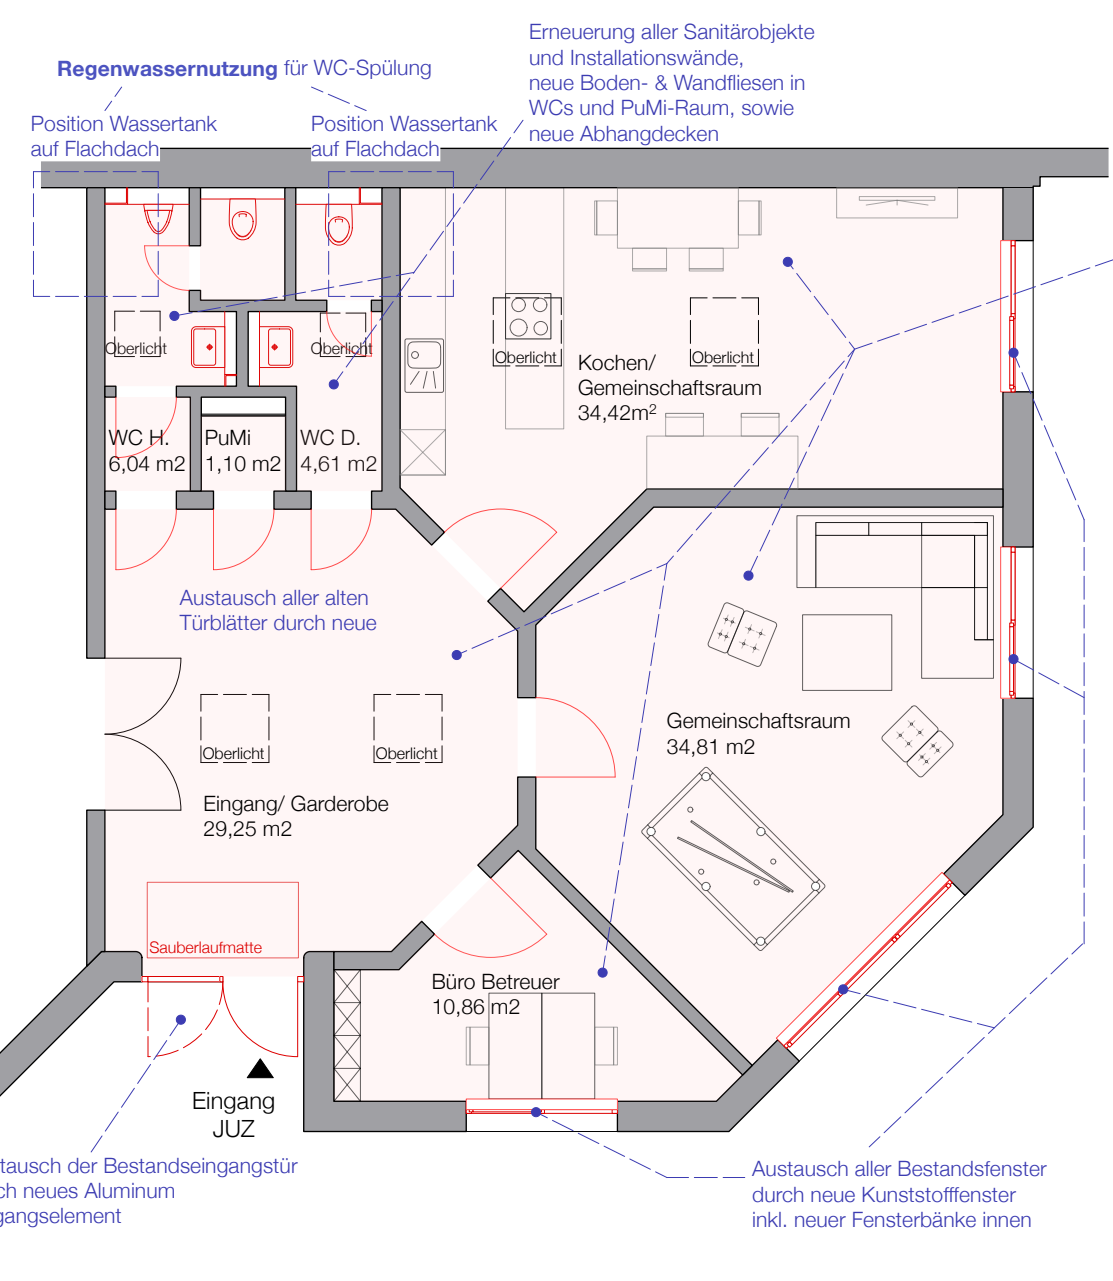 Erneuerung aller Sanitärobjekte
und Installationswände,
neue Boden- & Wandfliesen in
WCs und PuMi-Raum, sowie
neue Abhangdecken
Regenwassernutzung für WC-Spülung
Position Wassertank
auf Flachdach
Position Wassertank
auf Flachdach
Oberlicht
Oberlicht
Oberlicht
Oberlicht
Kochen/
Gemeinschaftsraum
34,42m²
WC H.
6,04 m2
PuMi
1,10 m2
WC D.
4,61 m2
Austausch aller alten
Türblätter durch neue
Oberlicht
Oberlicht
Gemeinschaftsraum
34,81 m2
Eingang/ Garderobe
29,25 m2
Sauberlaufmatte
Büro Betreuer
10,86 m2
Eingang
JUZ
tausch der Bestandseingangstür
ch neues Aluminum
gangselement
Austausch aller Bestandsfenster
durch neue Kunststofffenster
inkl. neuer Fensterbänke innen